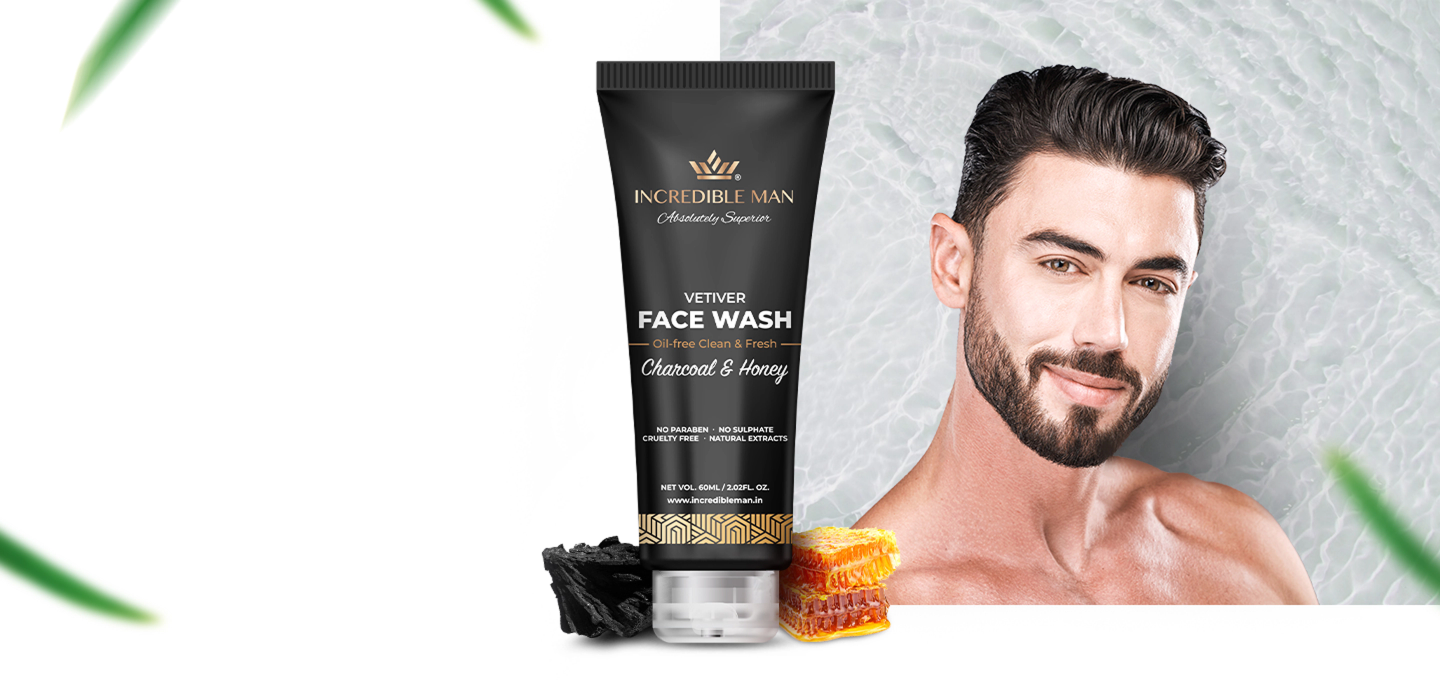 ®
INCREDIBLE MAN
Absolutely Superior
VETIVER
FACE WASH
Oil-free Clean & Fresh
Charcoal & Honey
NO PARABEN · NO SULPHATE
CRUELTY FREE · NATURAL EXTRACTS
NET VOL. 60ML / 2.02FL. OZ.
www.incredibleman.in